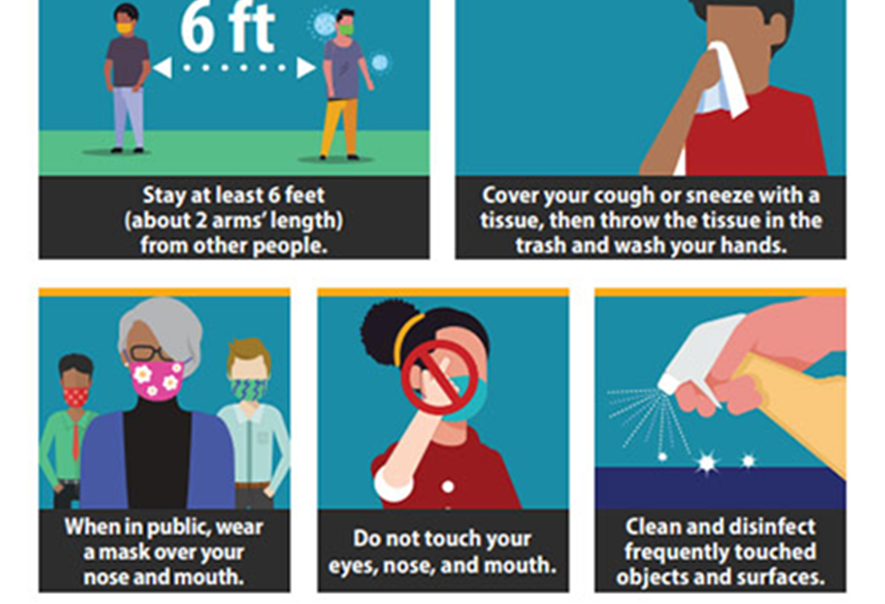 6 ft
Stay at least 6 feet
(about 2 arms' length)
from other people.
Cover your cough or sneeze with a
tissue, then throw the tissue in the
trash and wash your hands.
When in public, wear
a mask over your
nose and mouth.
Do not touch your
eyes, nose, and mouth.
Clean and disinfect
frequently touched
objects and surfaces.